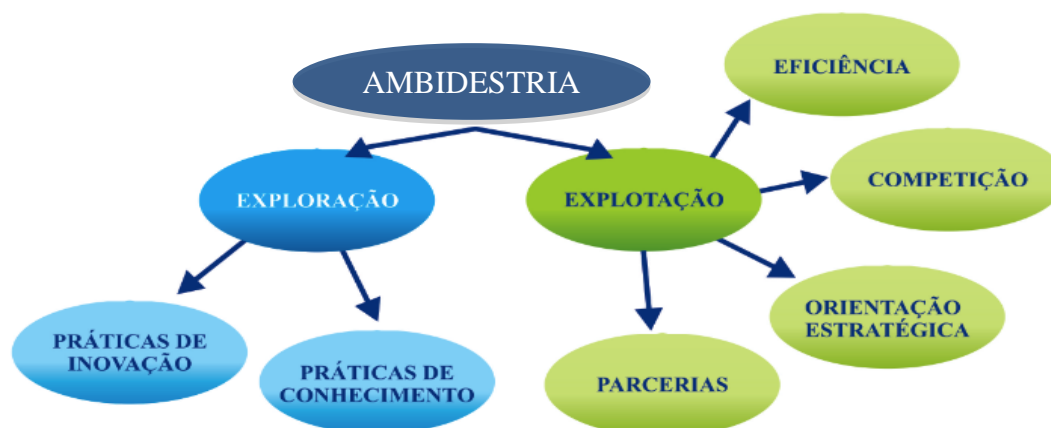 AMBIDESTRIA
EFICIÊNCIA
EXPLORAÇÃO
EXPLOTAÇÃO
COMPETIÇÃO
PRÁTICAS DE
INOVAÇÃO
PRÁTICAS DE
CONHECIMENTO
PARCERIAS
ORIENTAÇÃO
ESTRATÉGICA